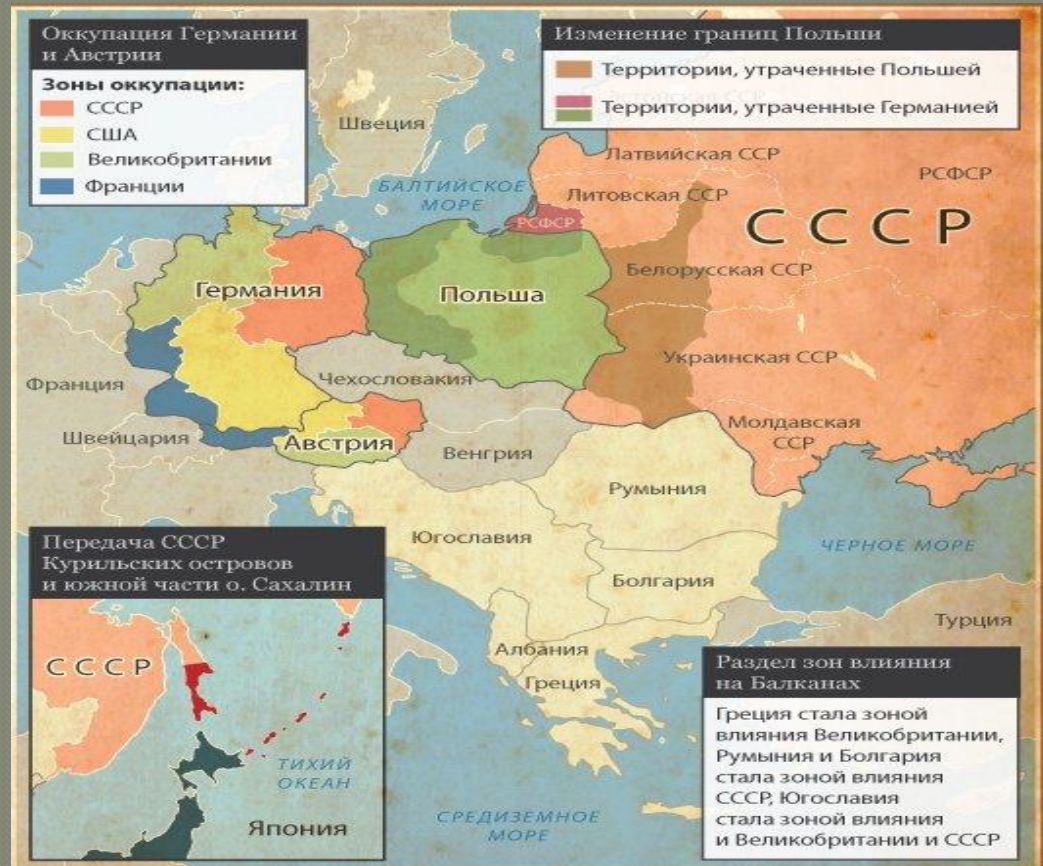 Оккупация Германии
и Австрии
Зоны оккупации:
СССР
США
Великобритании
Франции
Изменение границ Польши
Территории, утраченные Польшей
Территории, утраченные Германией
Швеция
БАЛТИЙСКОЕ
МОРЕ
Латвийская ССР
РСФСР
Литовская ССР
РСФСР
СССР
Белорусская ССР
Германия
Польша
Украинская ССР
Франция
Чехословакия
Молдавская
ССР
Швейцария
Австрия
Венгрия
Румыния
Югославия
ЧЕРНОЕ МОРЕ
Болгария
Турция
Албания
Греция
СРЕДИЗЕМНОЕ
МОРЕ
Передача СССР
Курильских островов
и южной части о. Сахалин
СССР
ТИХИЙ
ОКЕАН
Япония
Раздел зон влияния
на Балканах
Греция стала зоной
влияния Великобритании,
Румыния и Болгария
стала зоной влияния
СССР, Югославия
стала зоной влияния
и Великобритании и СССР